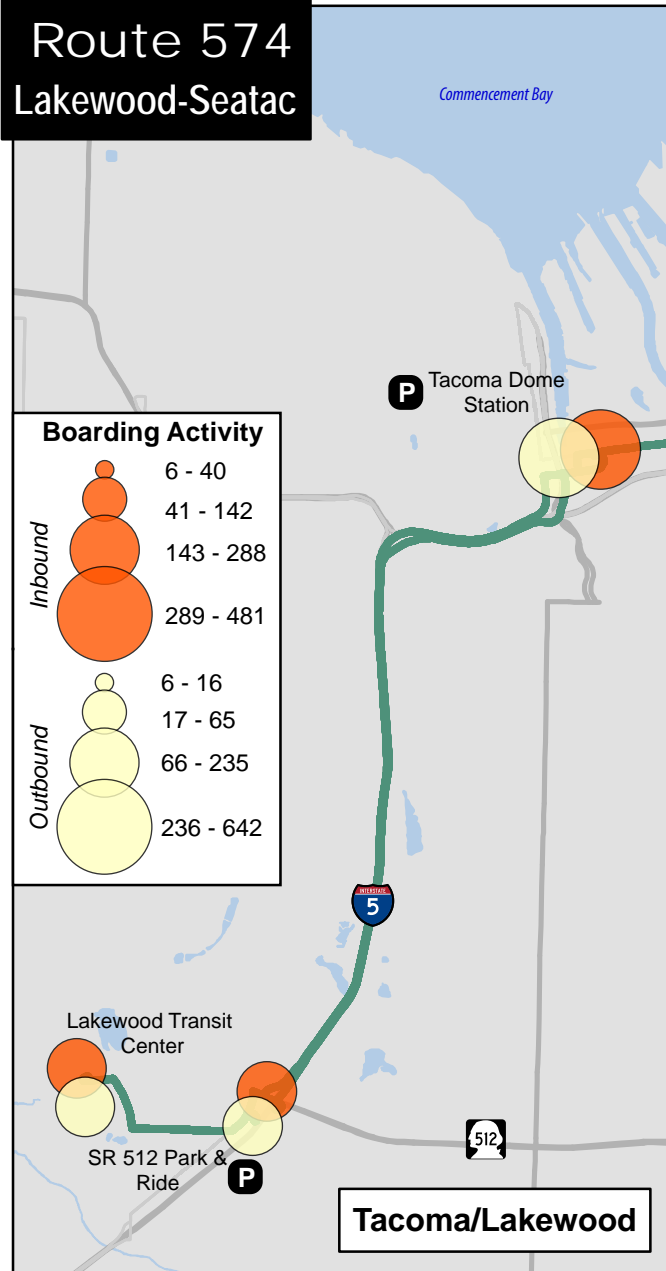 Route 574
Lakewood-Seatac
Commencement Bay
P
Tacoma Dome
Station
Boarding Activity
Inbound
6 - 40
41 - 142
143 - 288
289 - 481
Outbound
6 - 16
17 - 65
66 - 235
236 - 642
INTERSTATE
5
Lakewood Transit
Center
512
SR 512 Park &
Ride
P
Tacoma/Lakewood